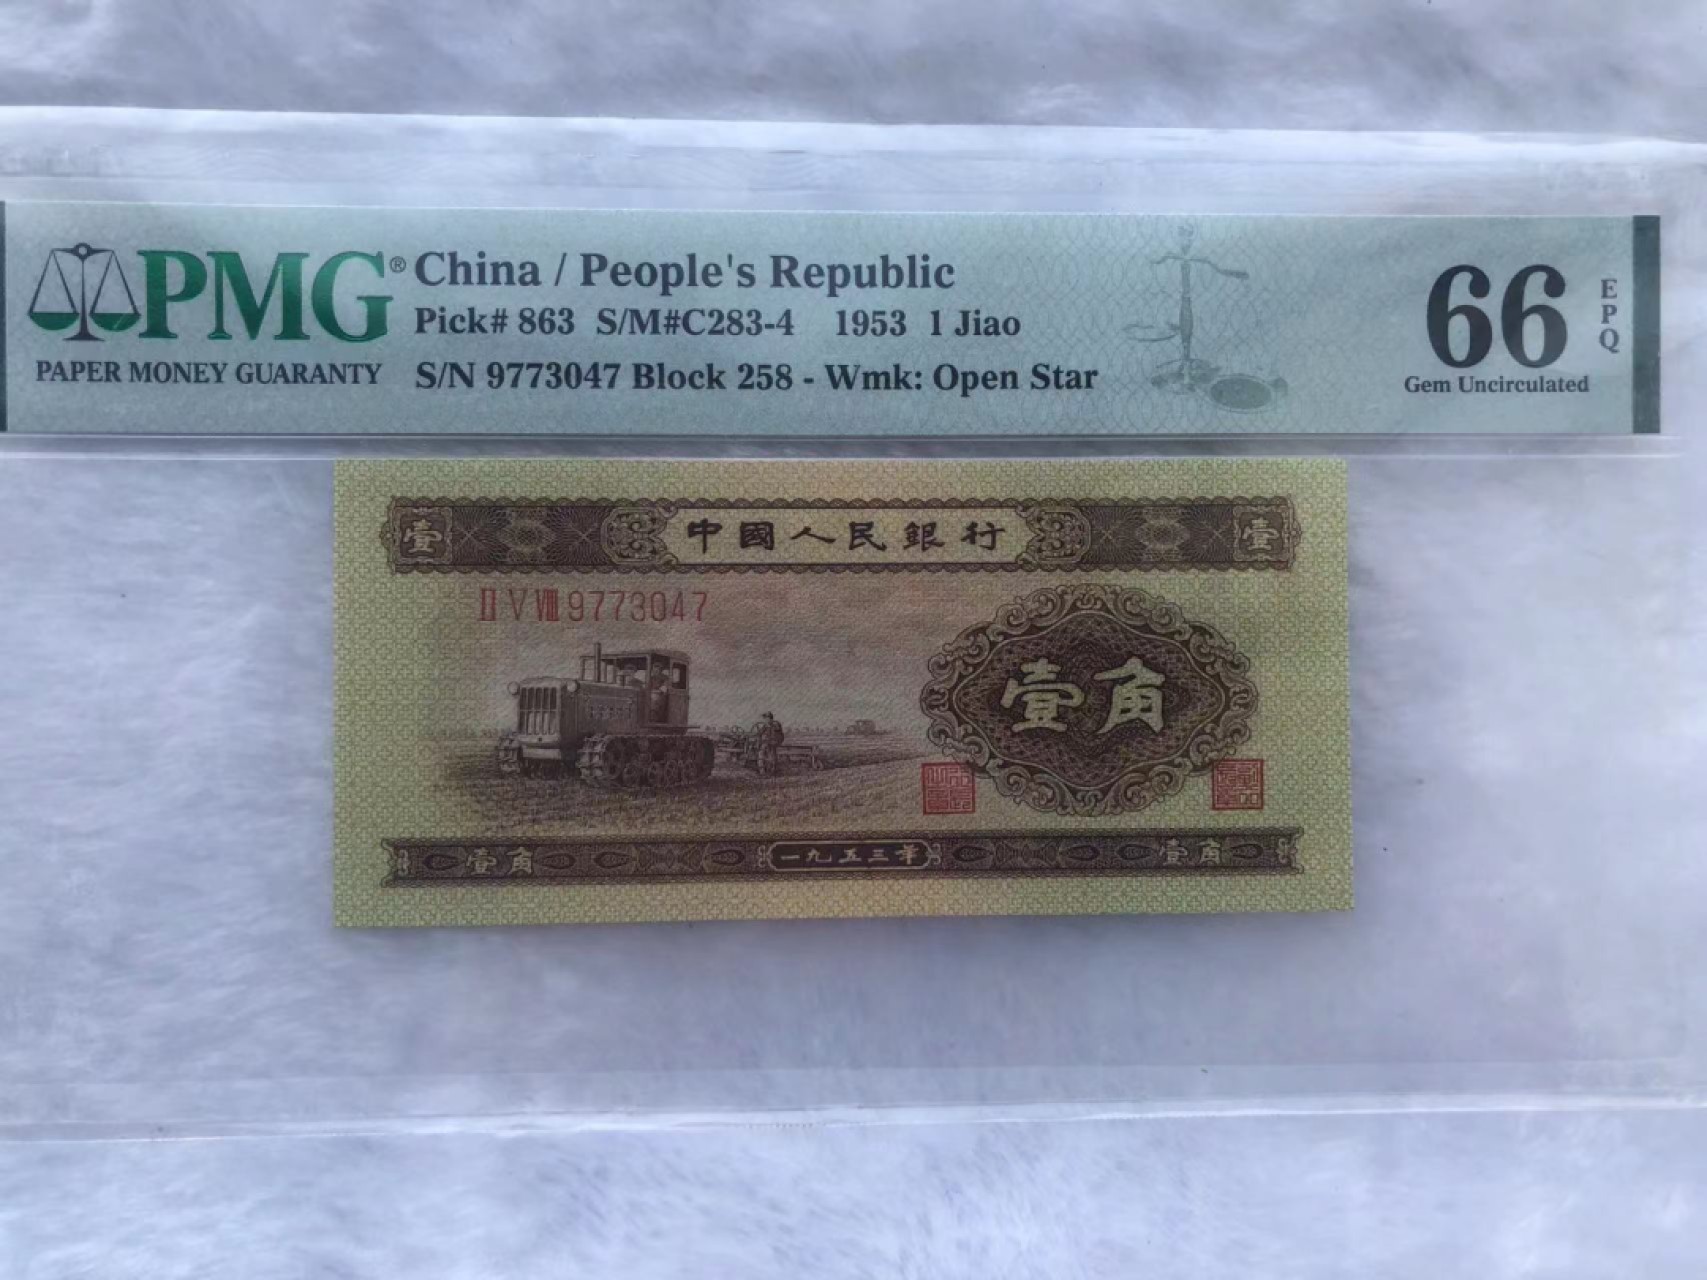 PMG®
PAPER MONEY GUARANTY
China / People's Republic
Pick# 863 S/M#C283-4 1953 1 Jiao
S/N 9773047 Block 258 - Wmk: Open Star
66
EPQ
Gem Uncirculated
壹 中國人民銀行 壹
II V VIII 9773047
壹角
壹角 一九五三年 壹角